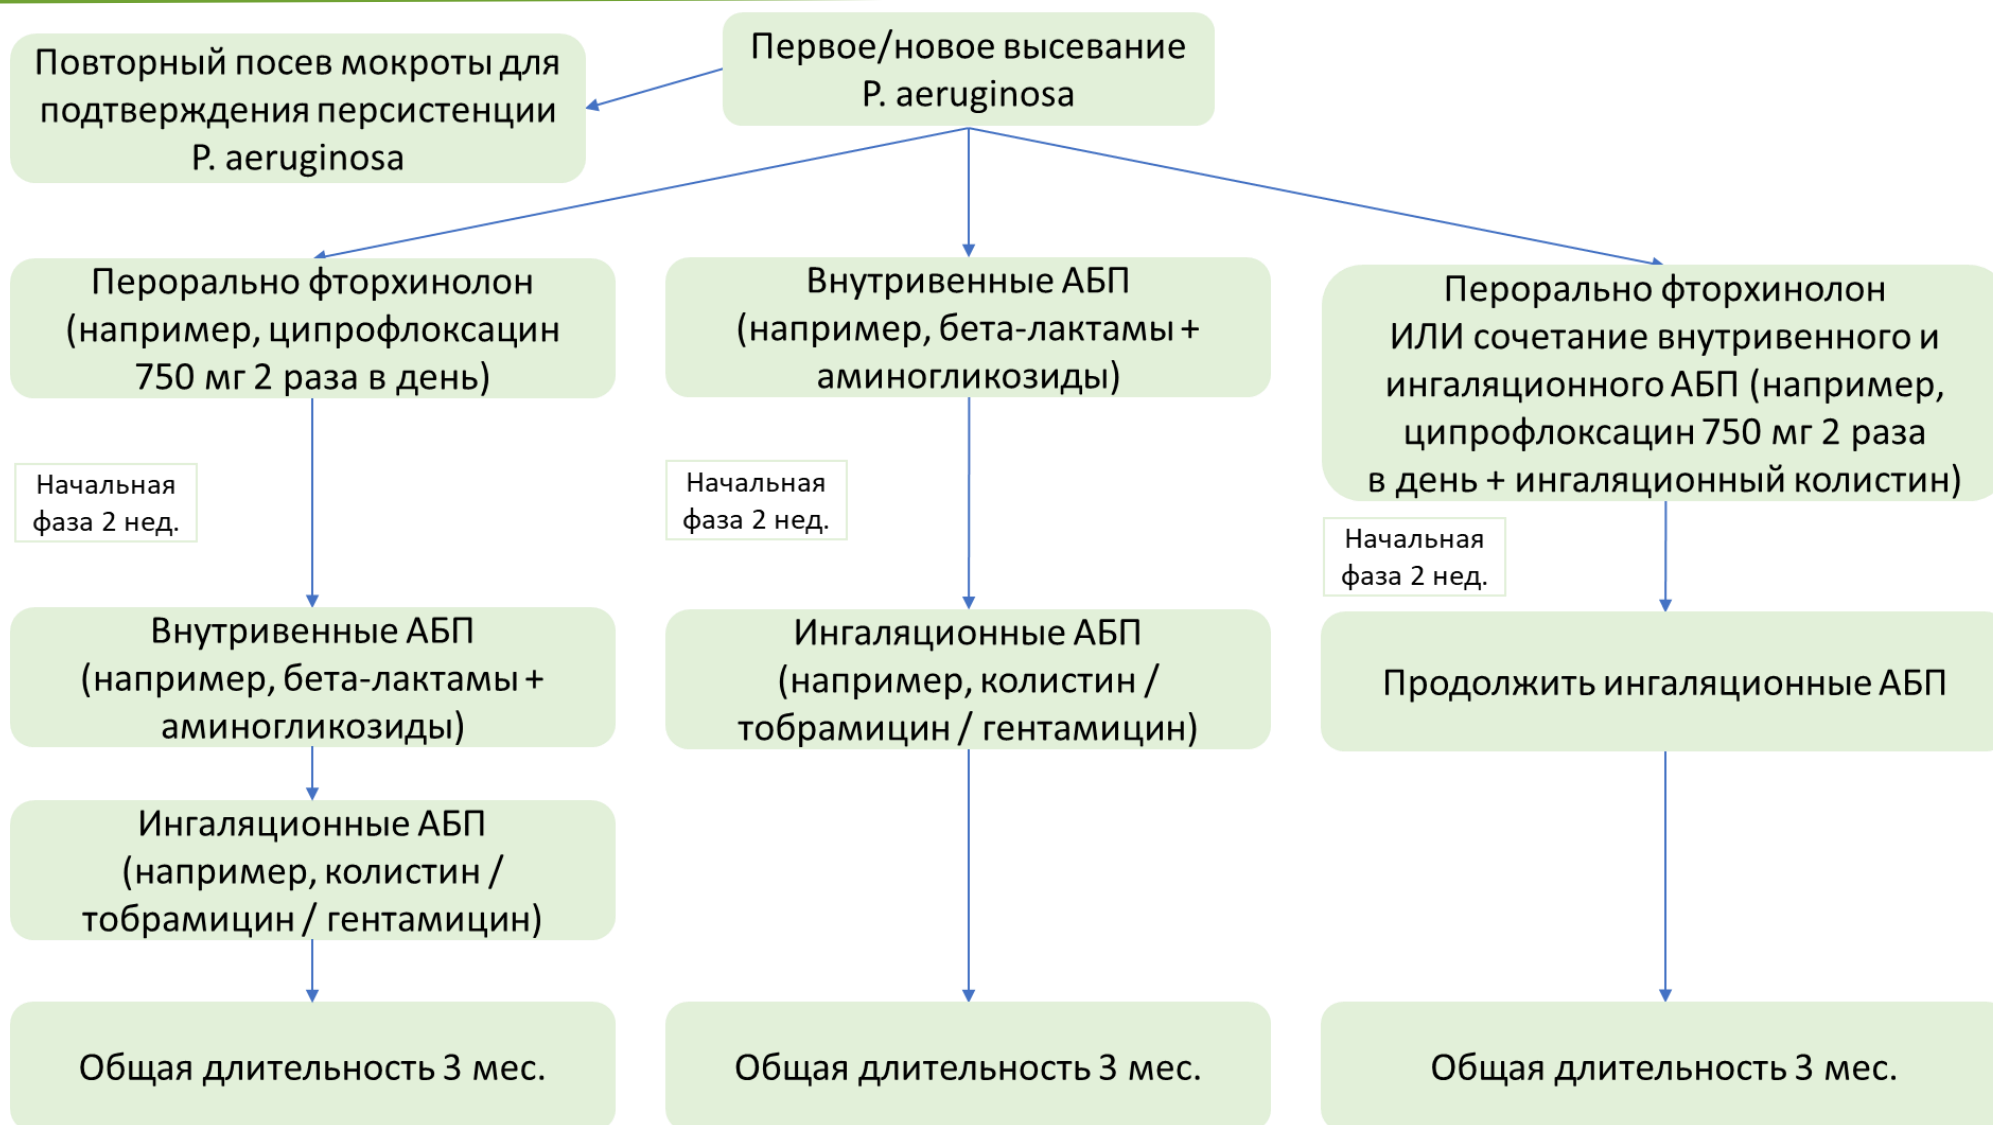 Повторный посев мокроты для
подтверждения персистенции
P. aeruginosa
Первое/новое высевание
P. aeruginosa
Перорально фторхинолон
(например, ципрофлоксацин
750 мг 2 раза в день)
Начальная
фаза 2 нед.
Внутривенные АБП
(например, бета-лактамы +
аминогликозиды)
Ингаляционные АБП
(например, колистин /
тобрамицин / гентамицин)
Общая длительность 3 мес.
Внутривенные АБП
(например, бета-лактамы +
аминогликозиды)
Начальная
фаза 2 нед.
Ингаляционные АБП
(например, колистин /
тобрамицин / гентамицин)
Общая длительность 3 мес.
Перорально фторхинолон
ИЛИ сочетание внутривенного и
ингаляционного АБП (например,
ципрофлоксацин 750 мг 2 раза
в день + ингаляционный колистин)
Начальная
фаза 2 нед.
Продолжить ингаляционные АБП
Общая длительность 3 мес.